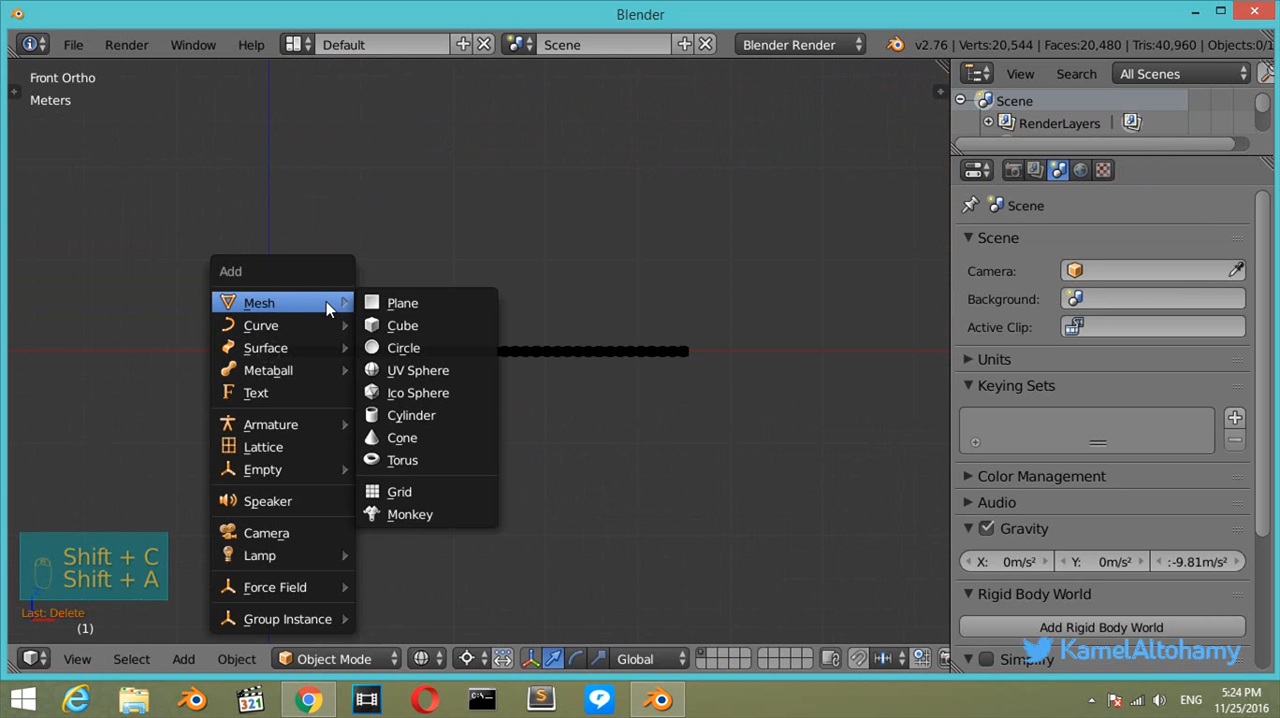 Blender
File Render Window Help Default Scene Blender Render v2.76 | Verts:20,544 | Faces:20,480 | Tris:40,960 | Objects:0/1
Front Ortho
Meters
View Search All Scenes
Scene
RenderLayers
Scene
Scene
Camera:
Background:
Active Clip:
Units
Keying Sets
Color Management
Audio
Gravity
X: 0m/s² Y: 0m/s² :-9.81m/s²
Rigid Body World
Add Rigid Body World
Simplify
KamelAltohamy
Add
Mesh
Curve
Surface
Metaball
Text
Armature
Lattice
Empty
Speaker
Camera
Lamp
Force Field
Group Instance
Plane
Cube
Circle
UV Sphere
Ico Sphere
Cylinder
Cone
Torus
Grid
Monkey
Shift + C
Shift + A
Last: Delete
(1)
View Select Add Object Object Mode Global
321
ENG
5:24 PM
11/25/2016